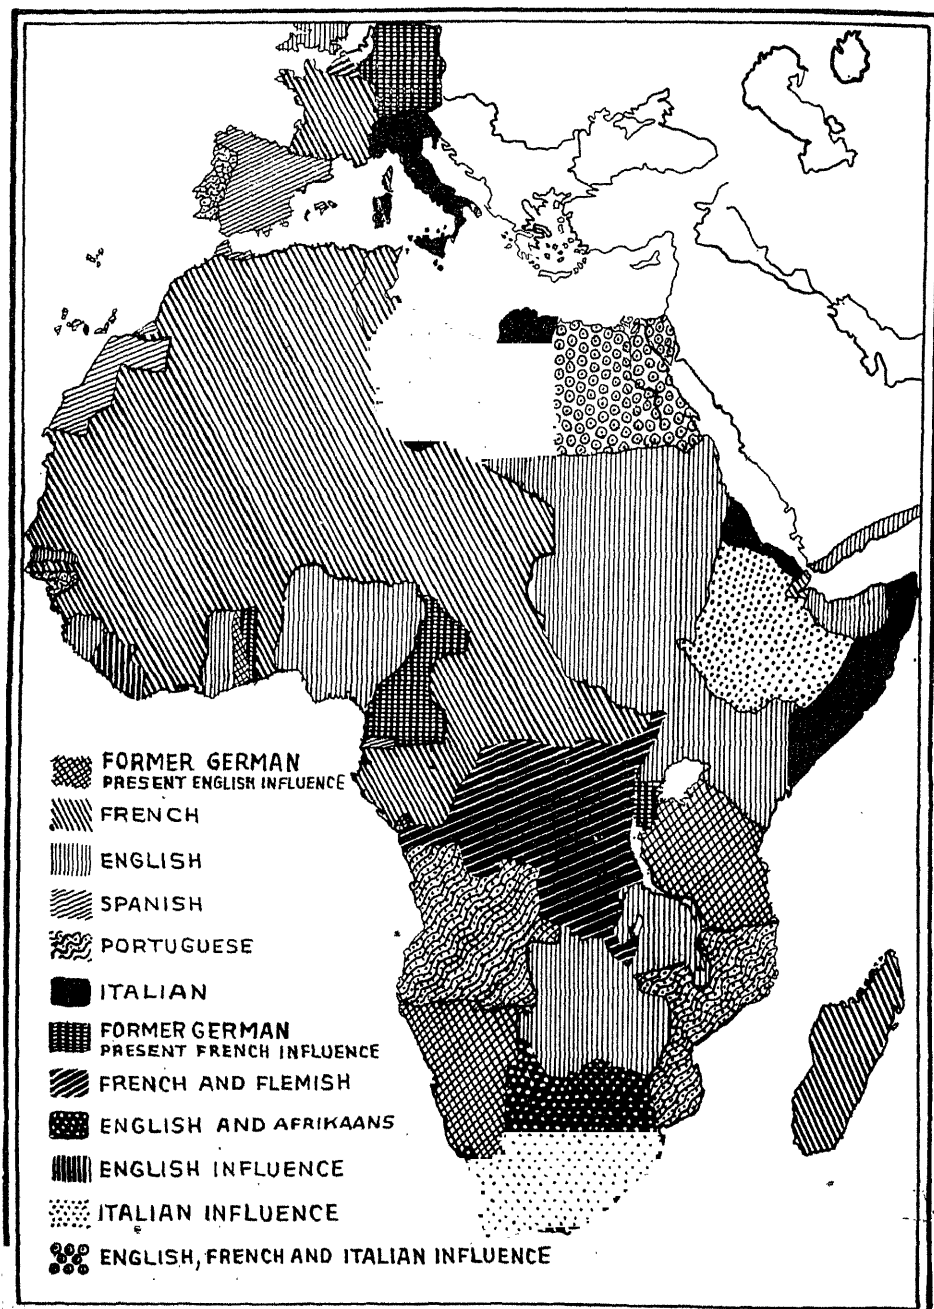 FORMER GERMAN
PRESENT ENGLISH INFLUENCE
FRENCH
ENGLISH
SPANISH
PORTUGUESE
ITALIAN
FORMER GERMAN
PRESENT FRENCH INFLUENCE
FRENCH AND FLEMISH
ENGLISH AND AFRIKAANS
ENGLISH INFLUENCE
ITALIAN INFLUENCE
ENGLISH, FRENCH AND ITALIAN INFLUENCE